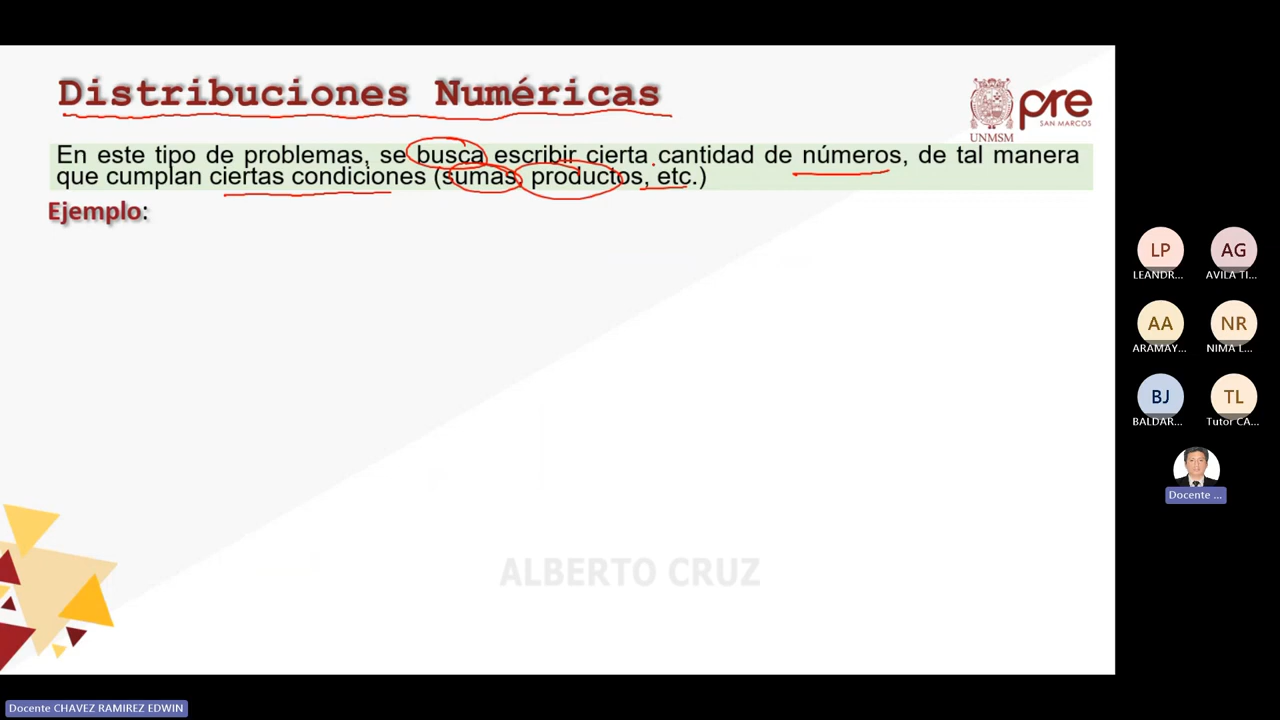 Distribuciones Numéricas
pre
SAN MARCOS
UNMSM
En este tipo de problemas, se busca escribir cierta cantidad de números, de tal manera
que cumplan ciertas condiciones (sumas, productos, etc.)
Ejemplo:
ALBERTO CRUZ
LP
LEANDR...
AG
AVILA TI...
AA
ARAMAY...
NR
NIMA L...
BJ
BALDAR...
TL
Tutor CA...
Docente ...
Docente CHAVEZ RAMIREZ EDWIN